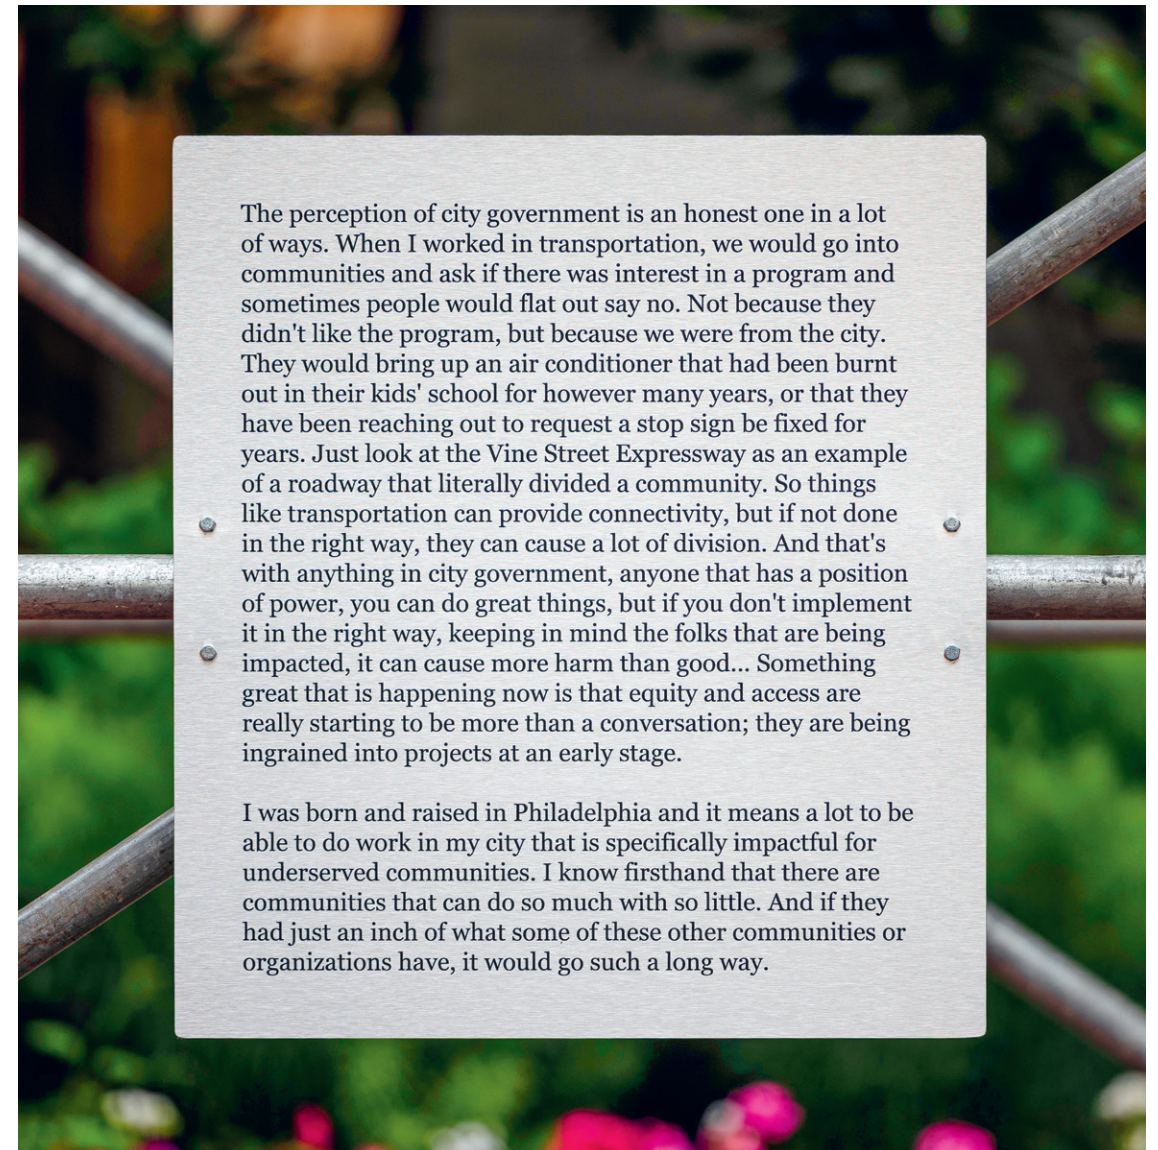 The perception of city government is an honest one in a lot
of ways. When I worked in transportation, we would go into
communities and ask if there was interest in a program and
sometimes people would flat out say no. Not because they
didn't like the program, but because we were from the city.
They would bring up an air conditioner that had been burnt
out in their kids' school for however many years, or that they
have been reaching out to request a stop sign be fixed for
years. Just look at the Vine Street Expressway as an example
of a roadway that literally divided a community. So things
like transportation can provide connectivity, but if not done
in the right way, they can cause a lot of division. And that's
with anything in city government, anyone that has a position
of power, you can do great things, but if you don't implement
it in the right way, keeping in mind the folks that are being
impacted, it can cause more harm than good... Something
great that is happening now is that equity and access are
really starting to be more than a conversation; they are being
ingrained into projects at an early stage.
I was born and raised in Philadelphia and it means a lot to be
able to do work in my city that is specifically impactful for
underserved communities. I know firsthand that there are
communities that can do so much with so little. And if they
had just an inch of what some of these other communities or
organizations have, it would go such a long way.